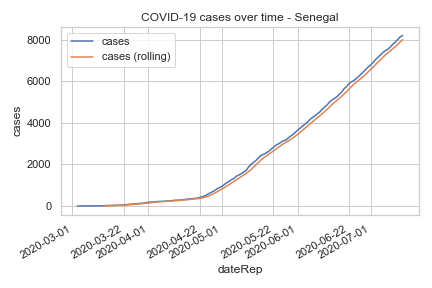 COVID-19 cases over time - Senegal
cases
cases (rolling)
8000
6000
4000
2000
0
cases
2020-03-01
2020-03-22
2020-04-01
2020-04-22
2020-05-01
2020-05-22
2020-06-01
2020-06-22
2020-07-01
dateRep